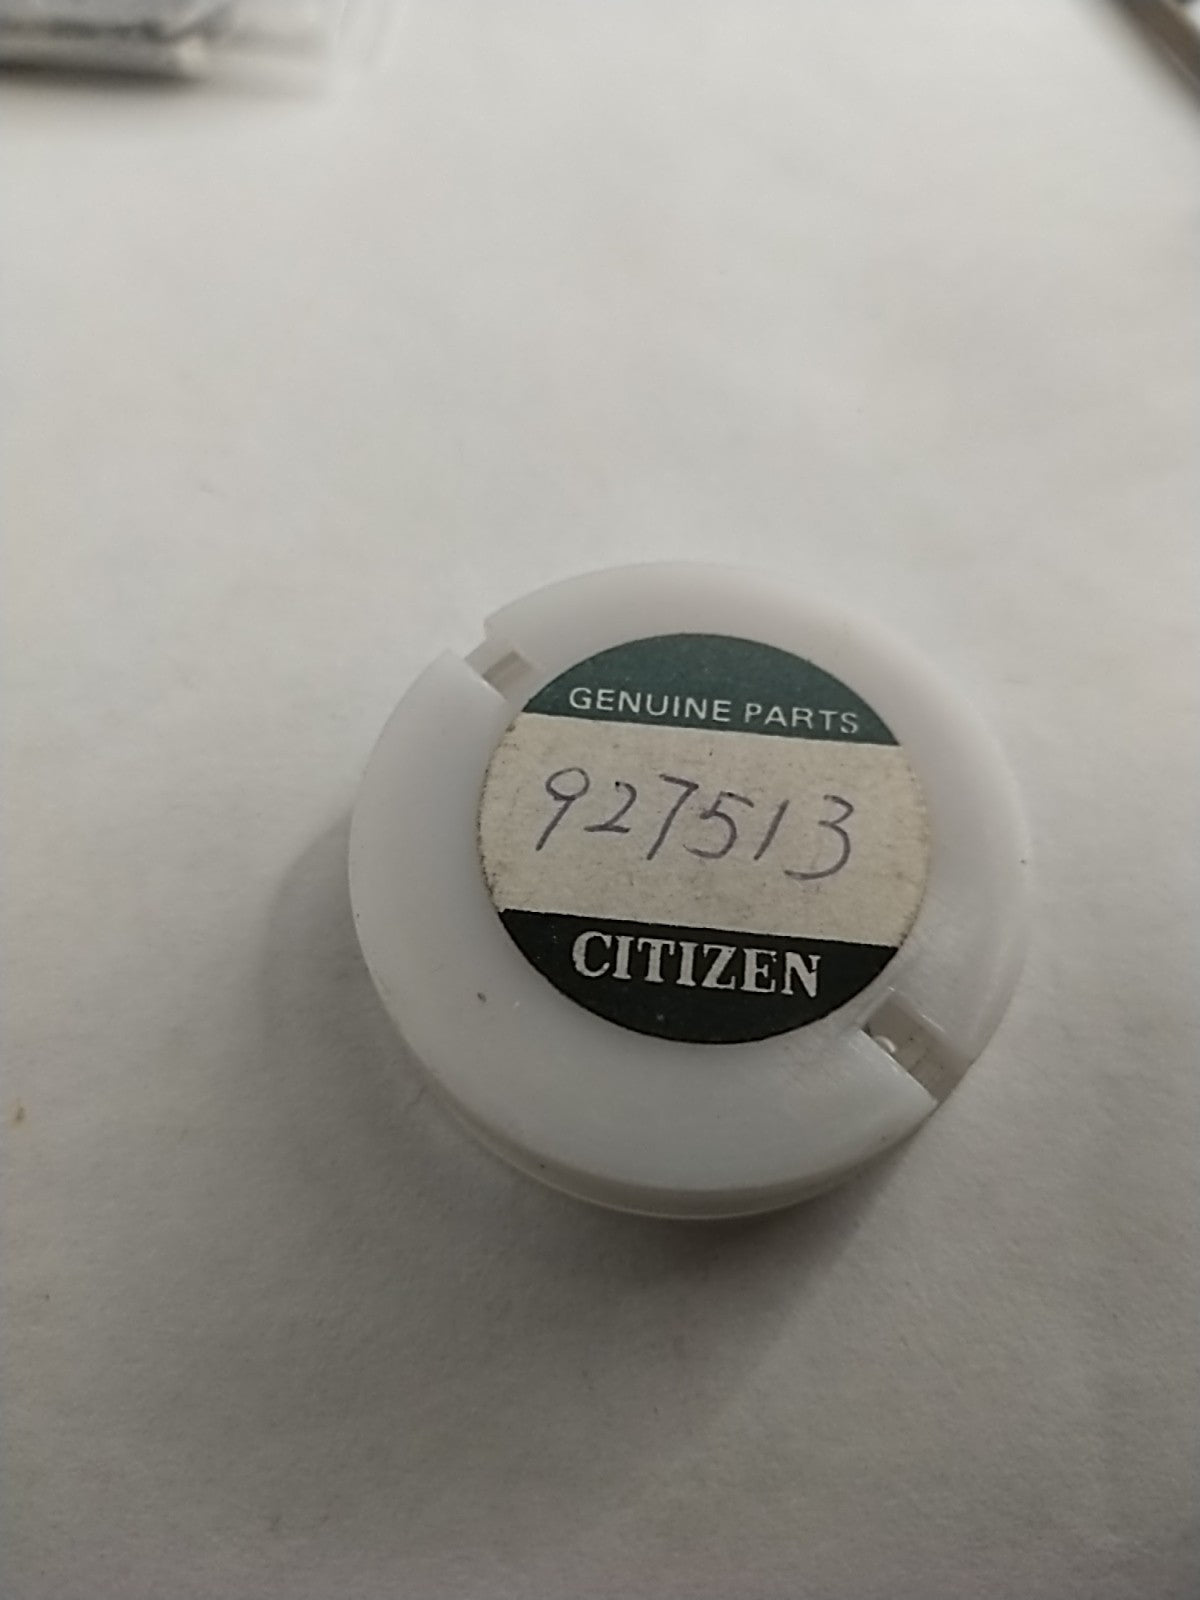 GENUINE PARTS
927513
CITIZEN